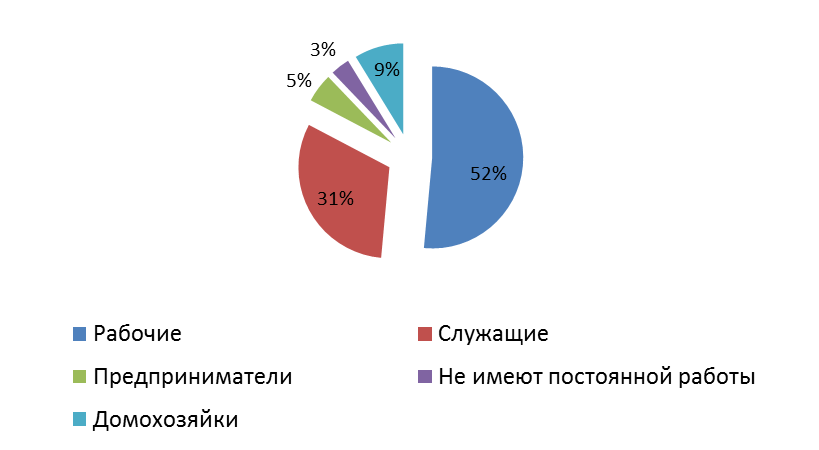 3%
9%
5%
52%
31%
Рабочие
Служащие
Предприниматели
Не имеют постоянной работы
Домохозяйки